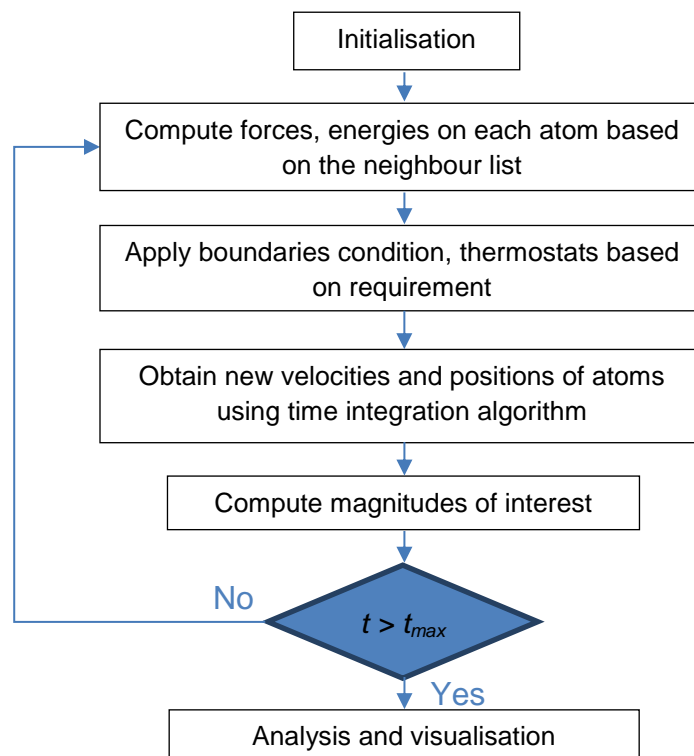 Initialisation
Compute forces, energies on each atom based
on the neighbour list
Apply boundaries condition, thermostats based
on requirement
Obtain new velocities and positions of atoms
using time integration algorithm
Compute magnitudes of interest
No
t > tmax
Yes
Analysis and visualisation